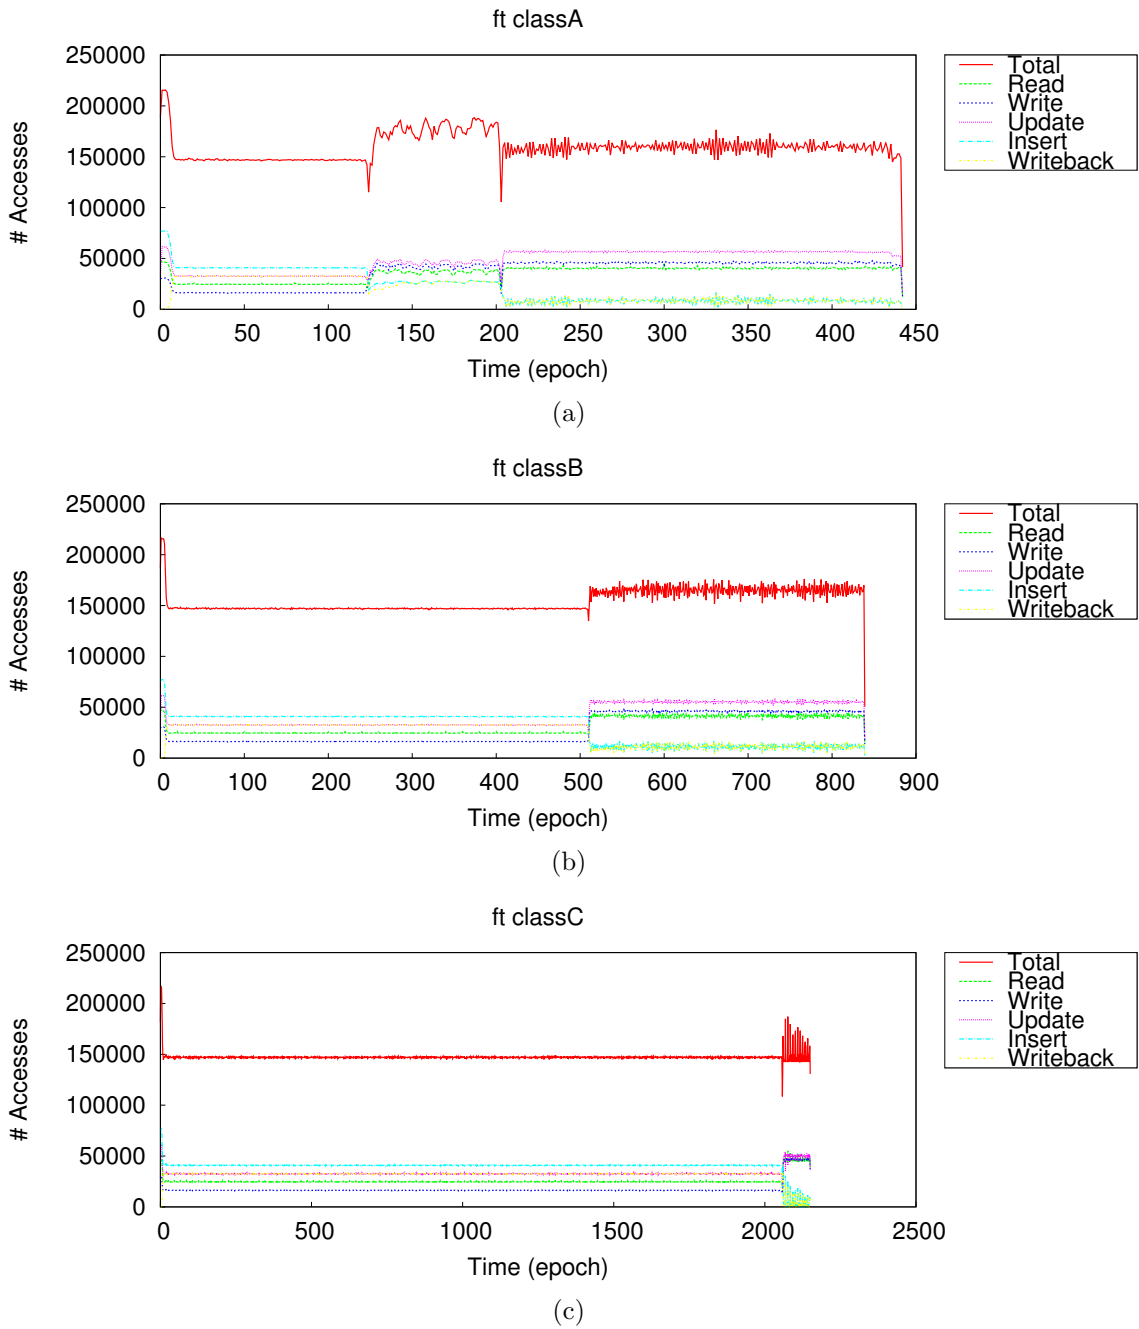 ft classA
250000
200000
150000
100000
50000
0
# Accesses
0 50 100 150 200 250 300 350 400 450
Time (epoch)
Total
Read
Write
Update
Insert
Writeback
(a)
ft classB
250000
200000
150000
100000
50000
0
# Accesses
0 100 200 300 400 500 600 700 800 900
Time (epoch)
Total
Read
Write
Update
Insert
Writeback
(b)
ft classC
250000
200000
150000
100000
50000
0
# Accesses
0 500 1000 1500 2000 2500
Time (epoch)
Total
Read
Write
Update
Insert
Writeback
(c)